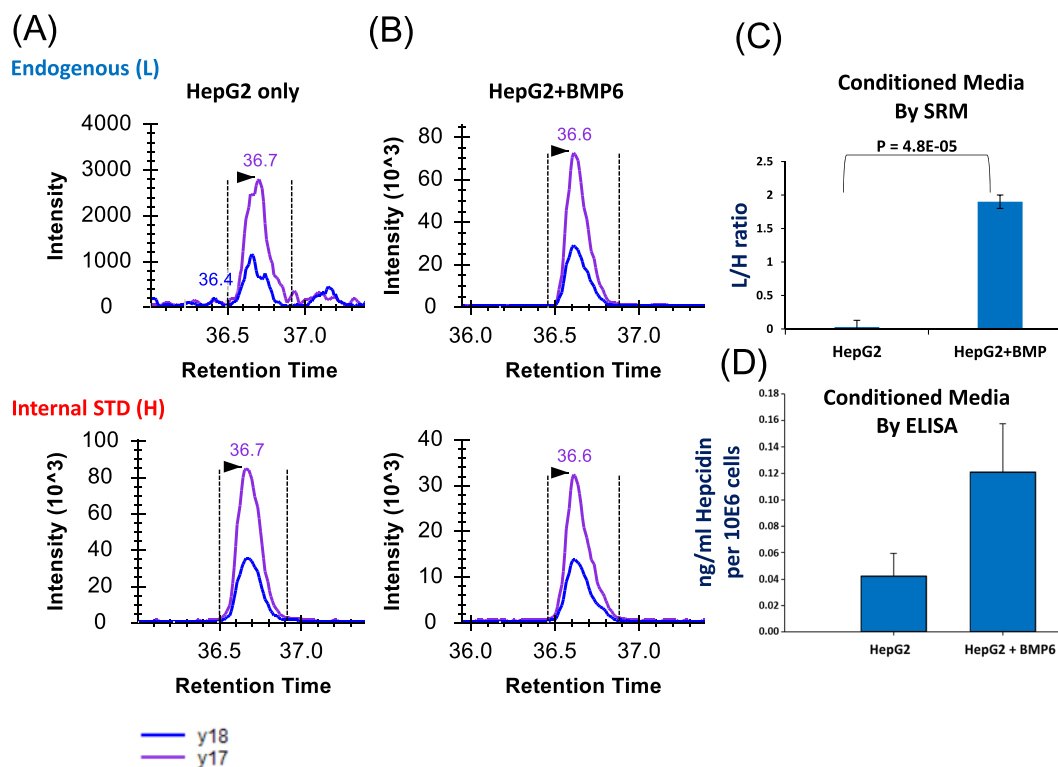 (A)
Endogenous (L)
HepG2 only
4000
3000
2000
1000
0
Intensity
36.7
36.4
36.5
37.0
Retention Time
(B)
HepG2+BMP6
80
60
40
20
0
Intensity (10^3)
36.6
36.0
36.5
37.0
Retention Time
(C)
Conditioned Media
By SRM
P = 4.8E-05
2.5
2
1.5
1
0.5
0
L/H ratio
HepG2
HepG2+BMP
Internal STD (H)
100
80
60
40
20
0
Intensity (10^3)
36.7
36.5
37.0
Retention Time
40
30
20
10
0
Intensity (10^3)
36.6
36.0
36.5
37.0
Retention Time
(D)
Conditioned Media
By ELISA
0.18
0.16
0.14
0.12
0.10
0.08
0.06
0.04
0.02
0.00
ng/ml Hepcidin
per 10E6 cells
HepG2
HepG2 + BMP6
y18
y17